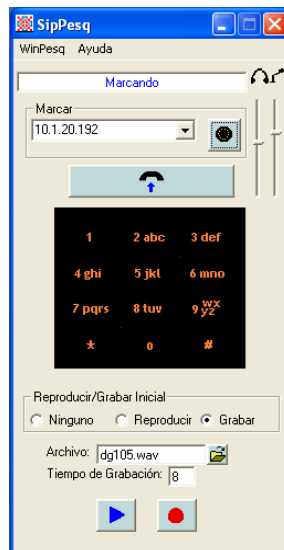 SipPesq
WinPesq Ayuda
Marcando
Marcar
10.1.20.192
1 2 abc 3 def
4 ghi 5 jkl 6 mno
7 pqrs 8 tuv 9 wx yz
* 0 #
Reproducir/Grabar Inicial
Ninguno Reproducir Grabar
Archivo: dg105.wav
Tiempo de Grabación: 8